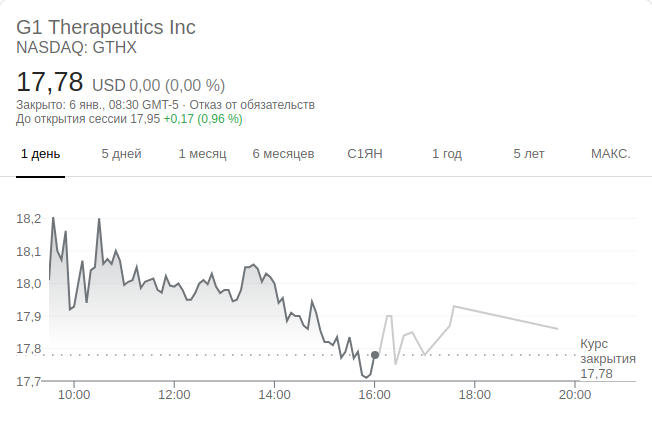 G1 Therapeutics Inc
NASDAQ: GTHX
17,78 USD 0,00 (0,00 %)
Закрыто: 6 янв., 08:30 GMT-5 · Отказ от обязательств
До открытия сессии 17,95 +0,17 (0,96 %)
1 день 5 дней 1 месяц 6 месяцев С1ЯН 1 год 5 лет МАКС.
18,2
18,1
18,0
17,9
17,8
17,7
Курс
закрытия
17,78
10:00 12:00 14:00 16:00 18:00 20:00